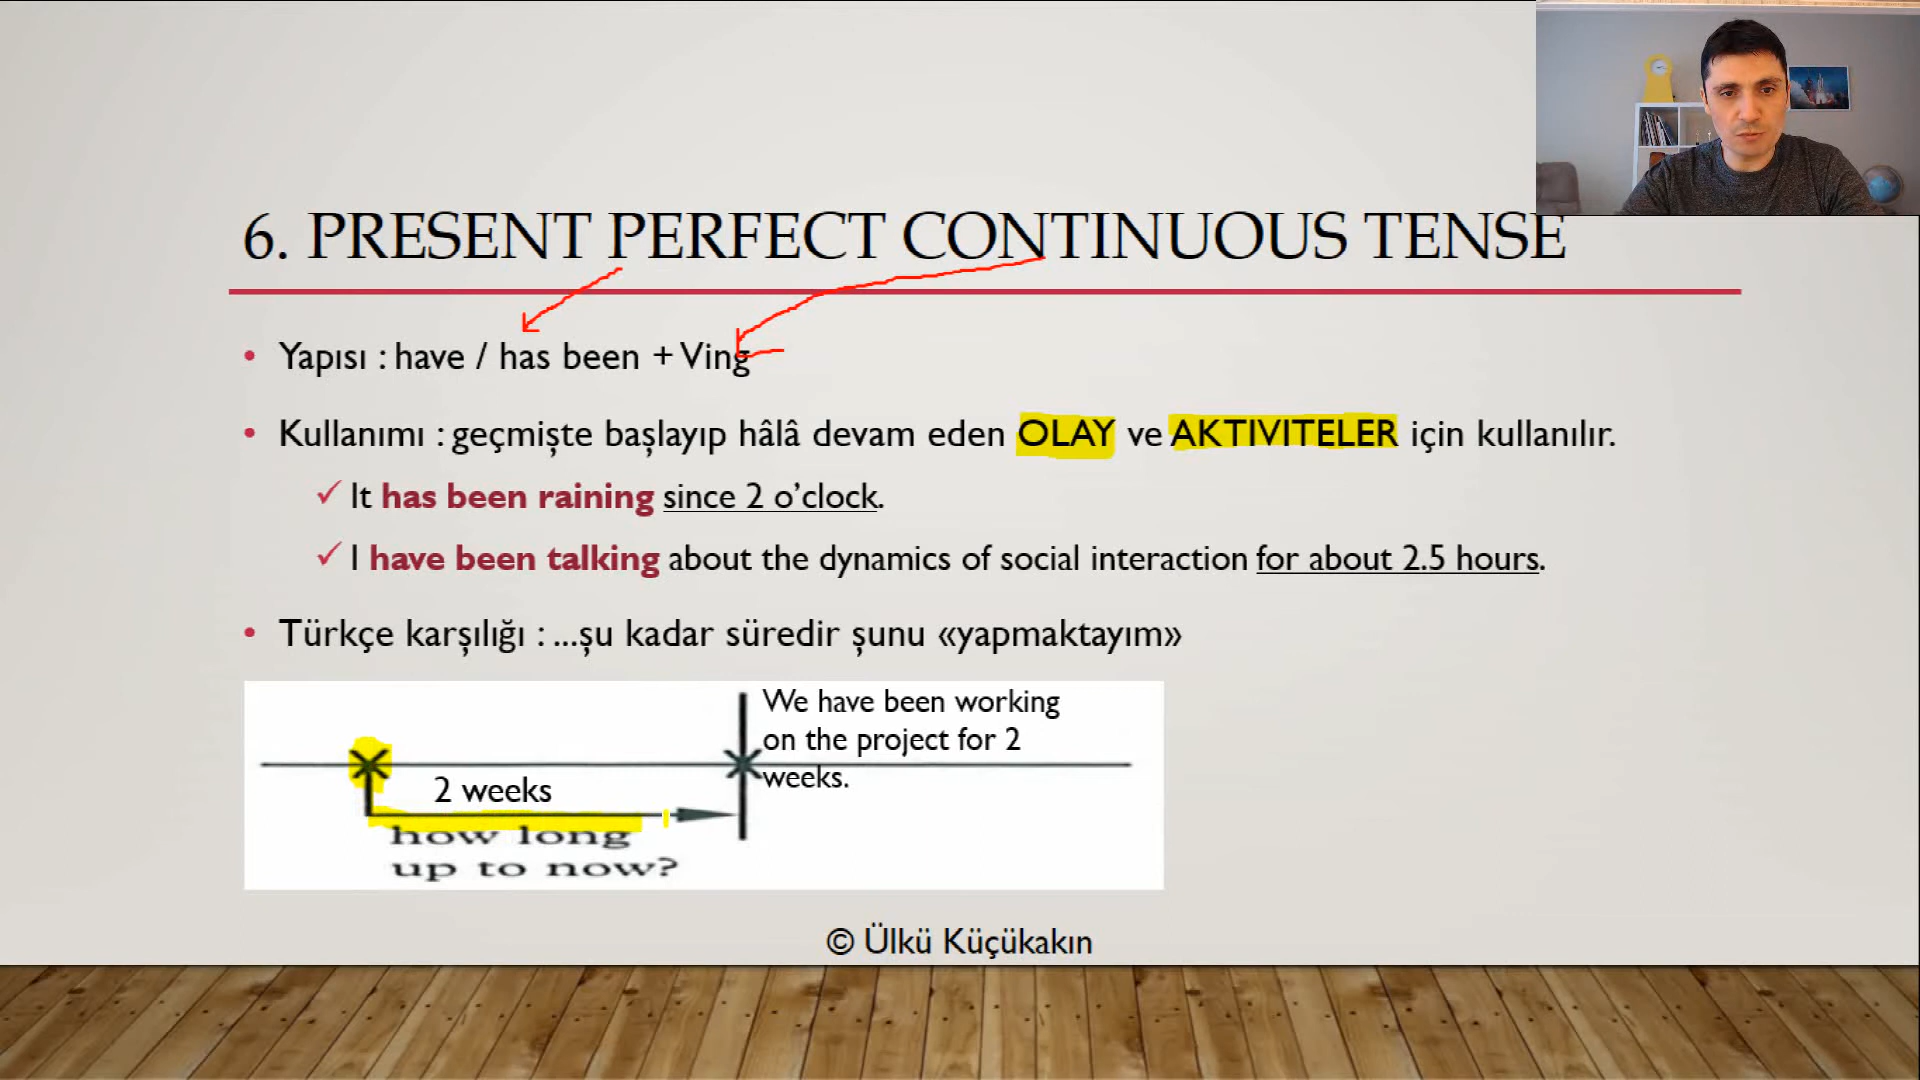 6. PRESENT PERFECT CONTINUOUS TENSE
• Yapısı : have / has been + Ving
• Kullanımı : geçmişte başlayıp hâlâ devam eden OLAY ve AKTIVITELER için kullanılır.
✓ It has been raining since 2 o’clock.
✓ I have been talking about the dynamics of social interaction for about 2.5 hours.
• Türkçe karşılığı : ...şu kadar süredir şunu «yapmaktayım»
We have been working
on the project for 2
weeks.
2 weeks
how long
up to now?
© Ülkü Küçükakın